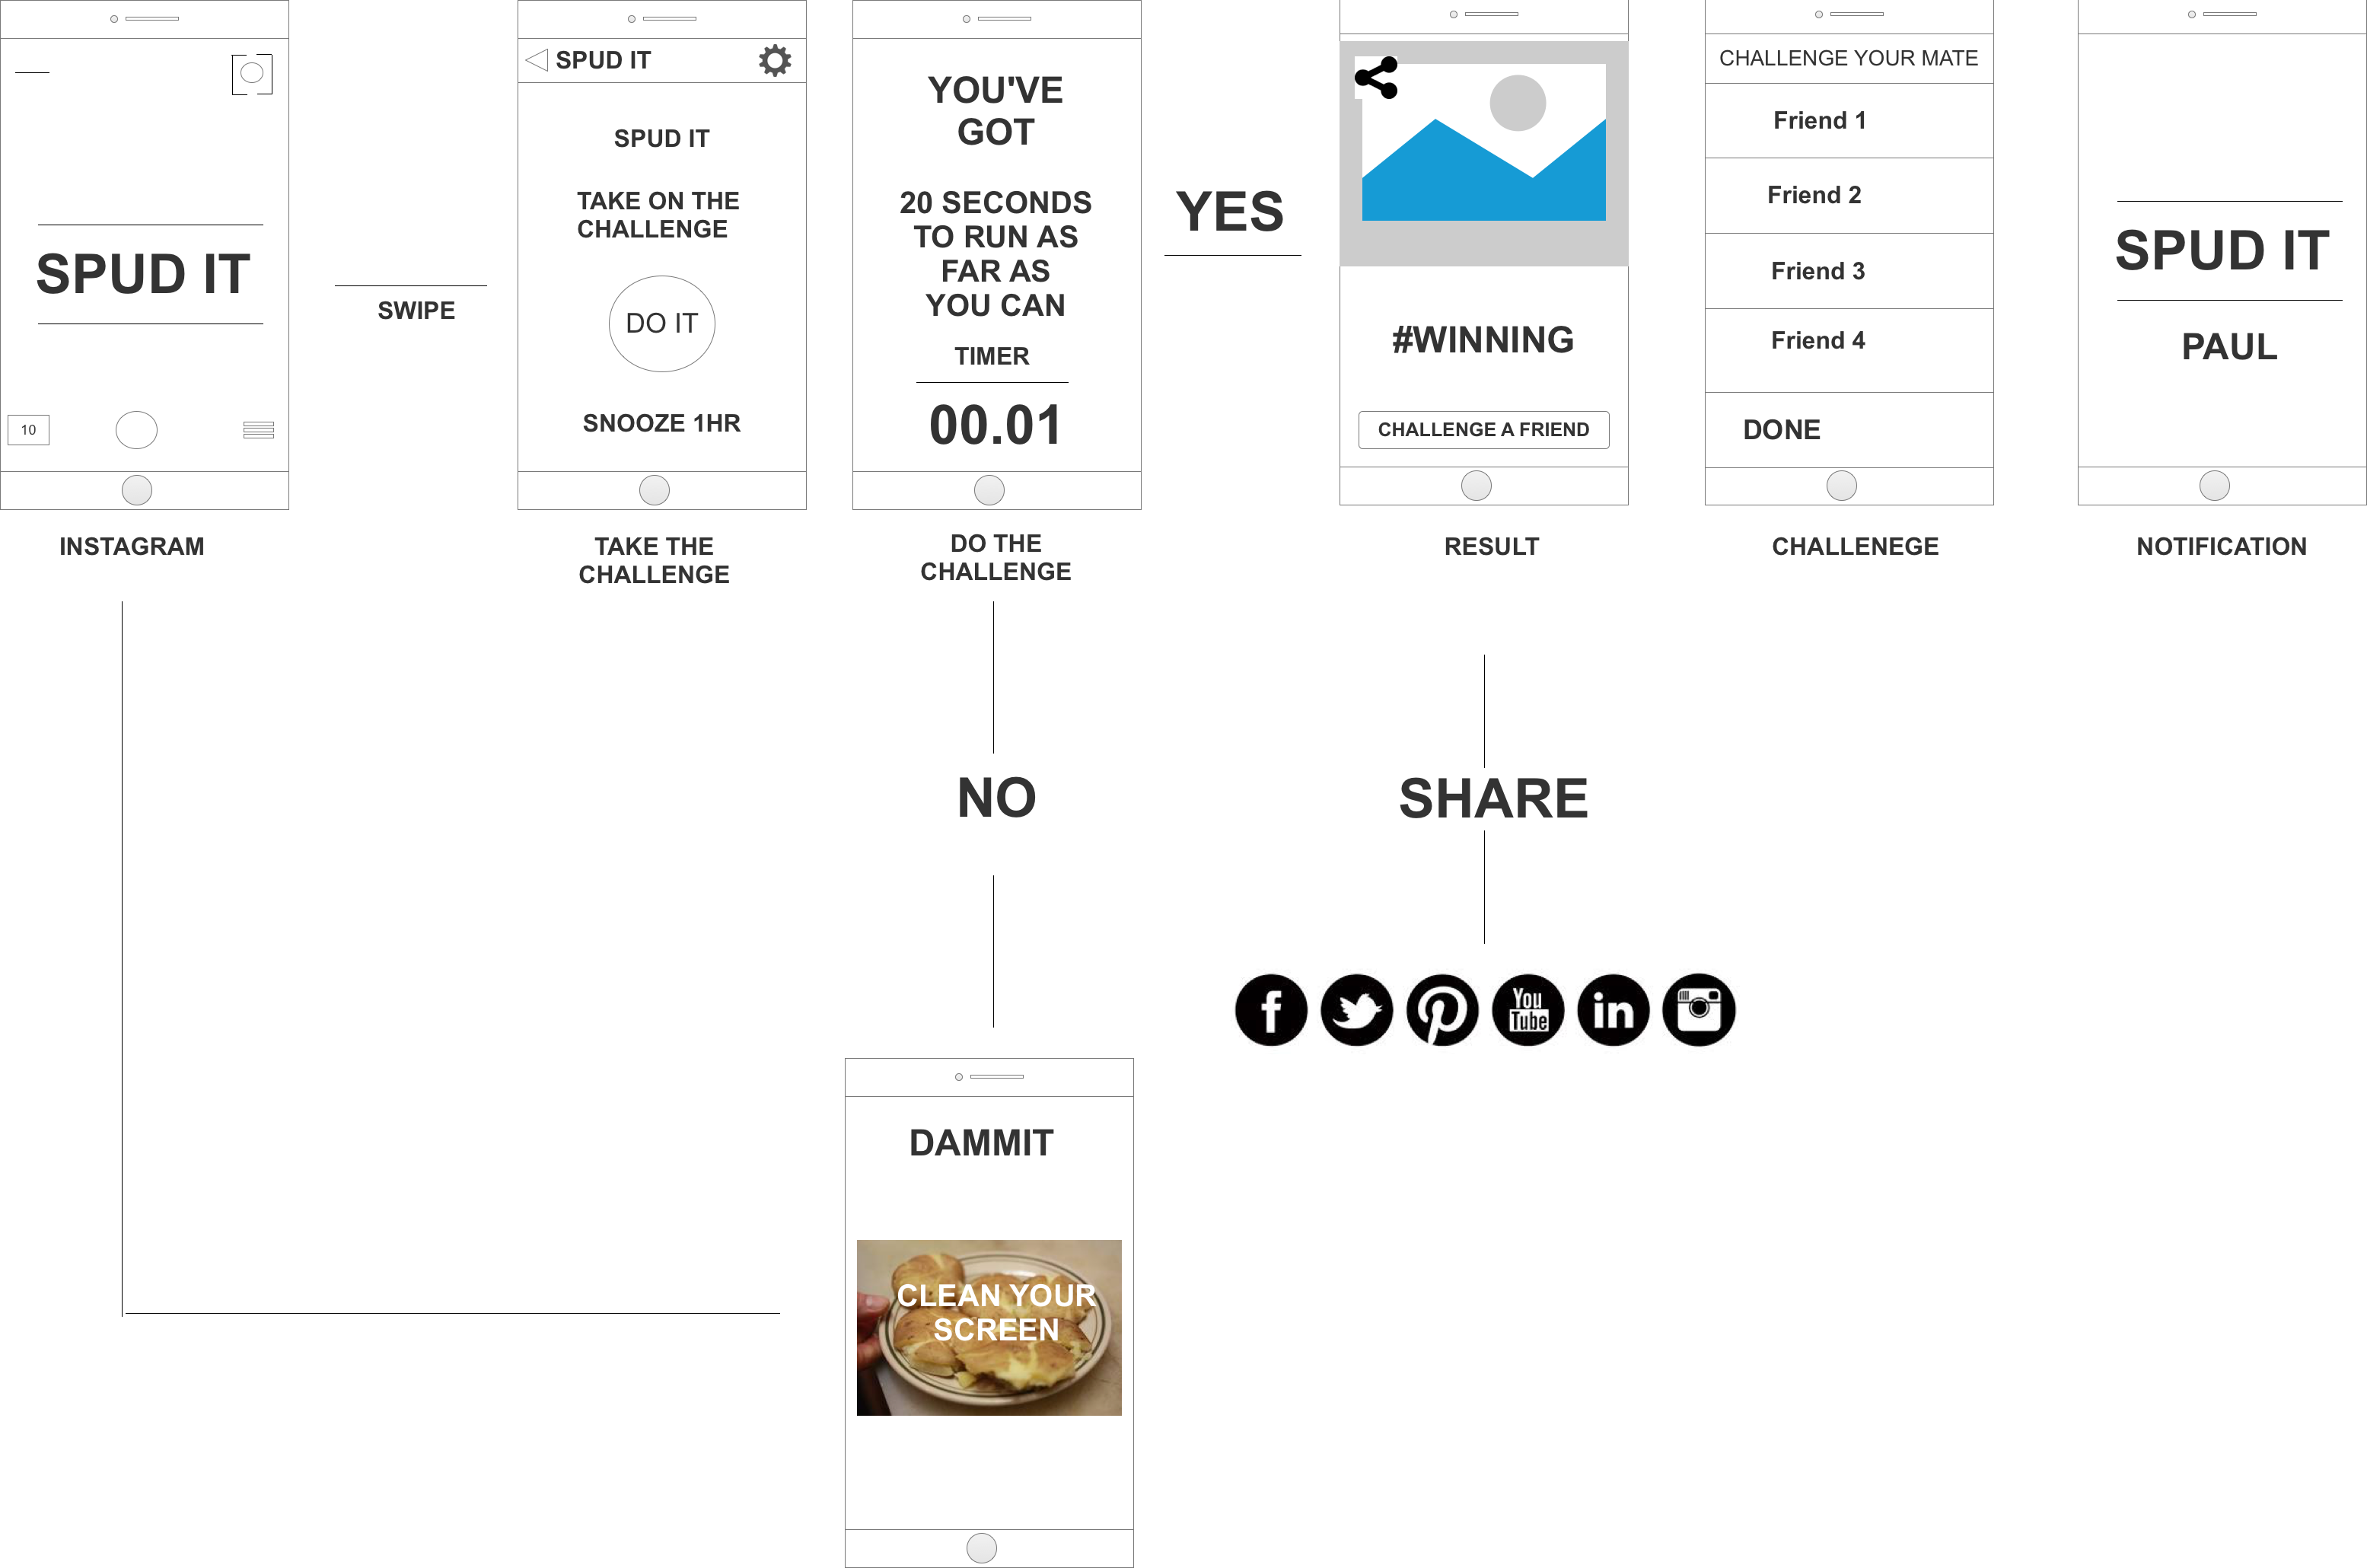 SPUD IT
10
INSTAGRAM
SWIPE
SPUD IT
SPUD IT
TAKE ON THE
CHALLENGE
DO IT
SNOOZE 1HR
TAKE THE
CHALLENGE
YOU'VE
GOT
20 SECONDS
TO RUN AS
FAR AS
YOU CAN
TIMER
00.01
DO THE
CHALLENGE
YES
#WINNING
CHALLENGE A FRIEND
RESULT
CHALLENGE YOUR MATE
Friend 1
Friend 2
Friend 3
Friend 4
DONE
CHALLENEGE
SPUD IT
PAUL
NOTIFICATION
NO
SHARE
f
You
Tube
in
DAMMIT
CLEAN YOUR
SCREEN